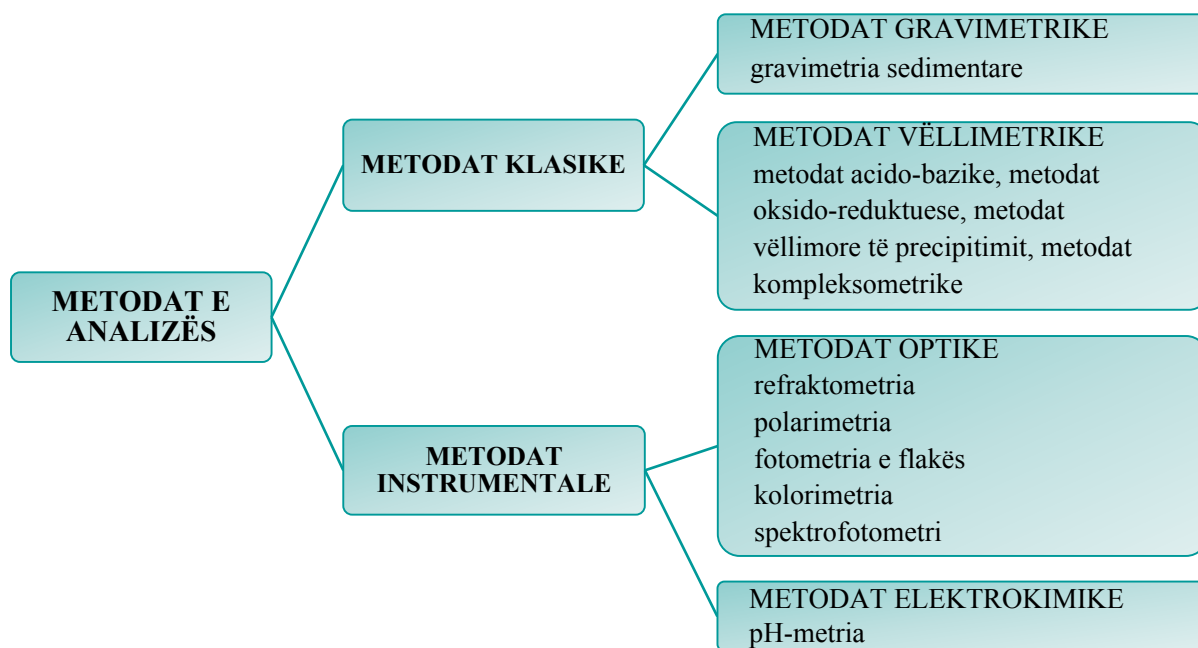 METODAT E
ANALIZËS
METODAT KLASIKE
METODAT GRAVIMETRIKE
gravimetria sedimentare
METODAT VËLLIMETRIKE
metodat acido-bazike, metodat
oksido-reduktuese, metodat
vëllimore të precipitimit, metodat
kompleksometrike
METODAT
INSTRUMENTALE
METODAT OPTIKE
refraktometria
polarimetria
fotometria e flakës
kolorimetria
spektrofotometri
METODAT ELEKTROKIMIKE
pH-metria